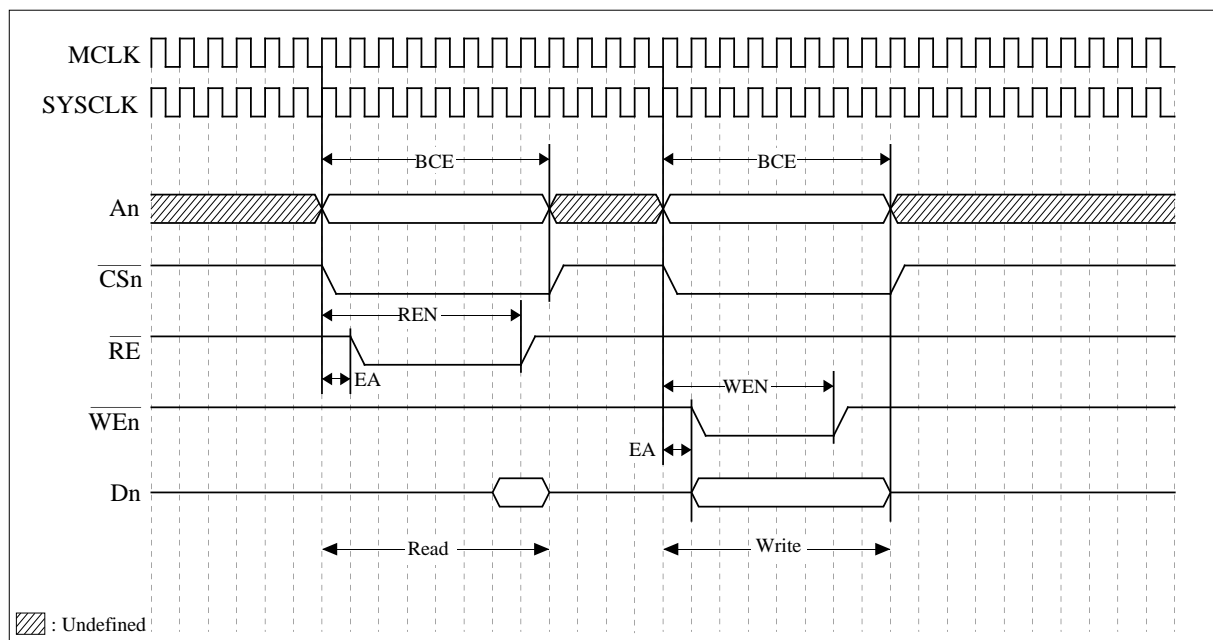 MCLK
SYSCLK
BCE BCE
An
CSn
REN
RE
EA
WEN
WEn
EA
Dn
Read Write
: Undefined